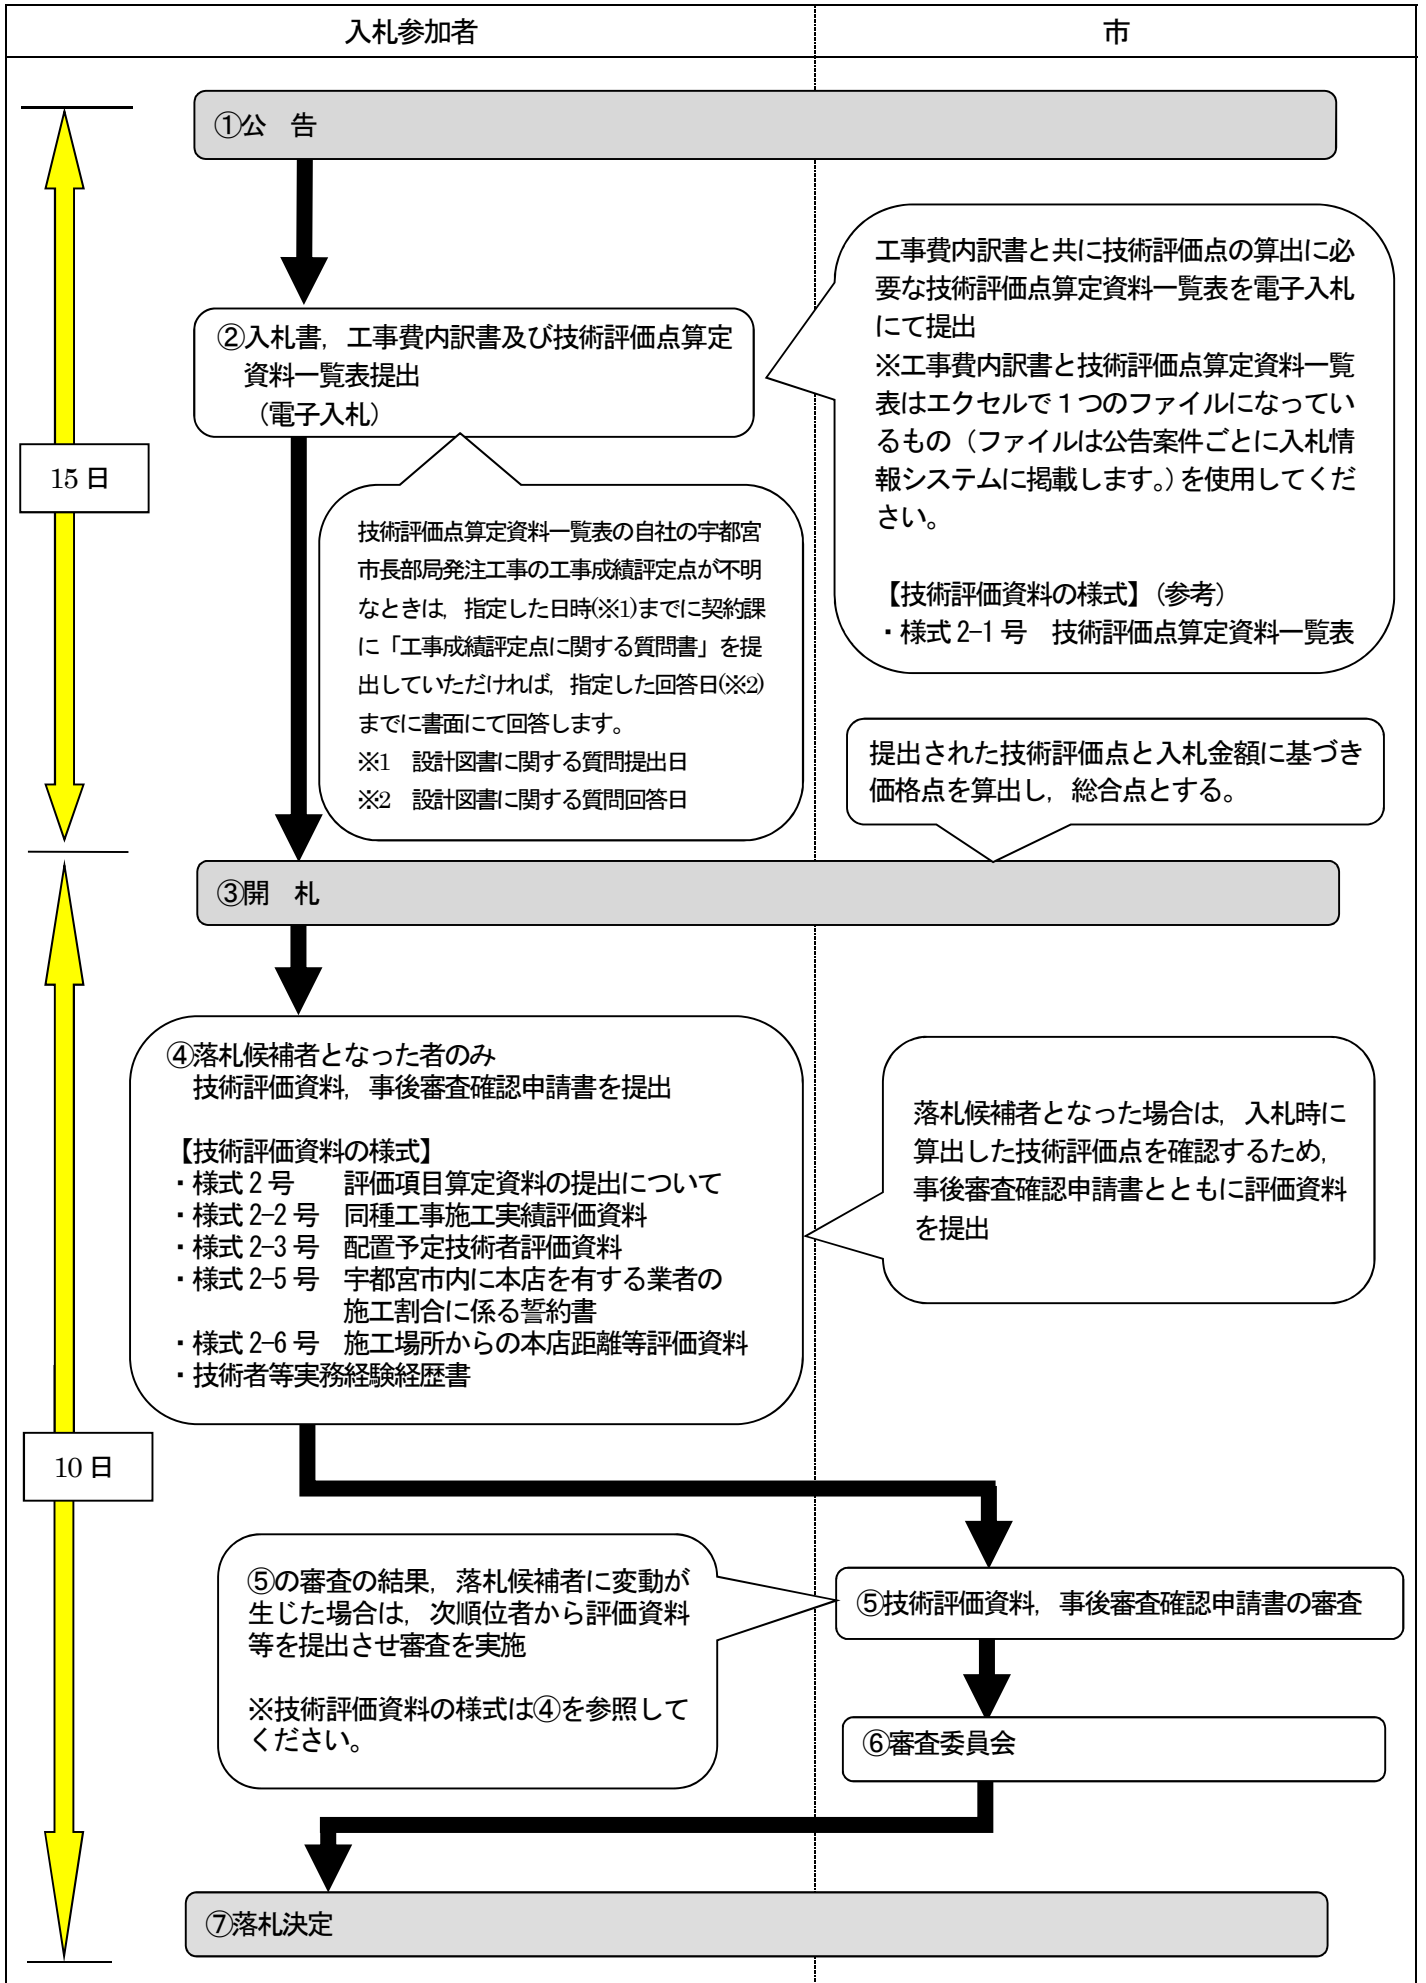 入札参加者
市
①公　告
工事費内訳書と共に技術評価点の算出に必
要な技術評価点算定資料一覧表を電子入札
にて提出
※工事費内訳書と技術評価点算定資料一覧
表はエクセルで１つのファイルになってい
るもの（ファイルは公告案件ごとに入札情
報システムに掲載します。）を使用してくだ
さい。
【技術評価資料の様式】（参考）
・様式 2-1 号　技術評価点算定資料一覧表
②入札書，工事費内訳書及び技術評価点算定
資料一覧表提出
（電子入札）
15 日
技術評価点算定資料一覧表の自社の宇都宮
市長部局発注工事の工事成績評定点が不明
なときは，指定した日時(※1)までに契約課
に「工事成績評定点に関する質問書」を提
出していただければ，指定した回答日(※2)
までに書面にて回答します。
※1　設計図書に関する質問提出日
※2　設計図書に関する質問回答日
提出された技術評価点と入札金額に基づき
価格点を算出し，総合点とする。
③開　札
④落札候補者となった者のみ
技術評価資料，事後審査確認申請書を提出
【技術評価資料の様式】
・様式 2 号　　評価項目算定資料の提出について
・様式 2-2 号　同種工事施工実績評価資料
・様式 2-3 号　配置予定技術者評価資料
・様式 2-5 号　宇都宮市内に本店を有する業者の
施工割合に係る誓約書
・様式 2-6 号　施工場所からの本店距離等評価資料
・技術者等実務経験経歴書
落札候補者となった場合は，入札時に
算出した技術評価点を確認するため，
事後審査確認申請書とともに評価資料
を提出
10 日
⑤の審査の結果，落札候補者に変動が
生じた場合は，次順位者から評価資料
等を提出させ審査を実施
※技術評価資料の様式は④を参照して
ください。
⑤技術評価資料，事後審査確認申請書の審査
⑥審査委員会
⑦落札決定